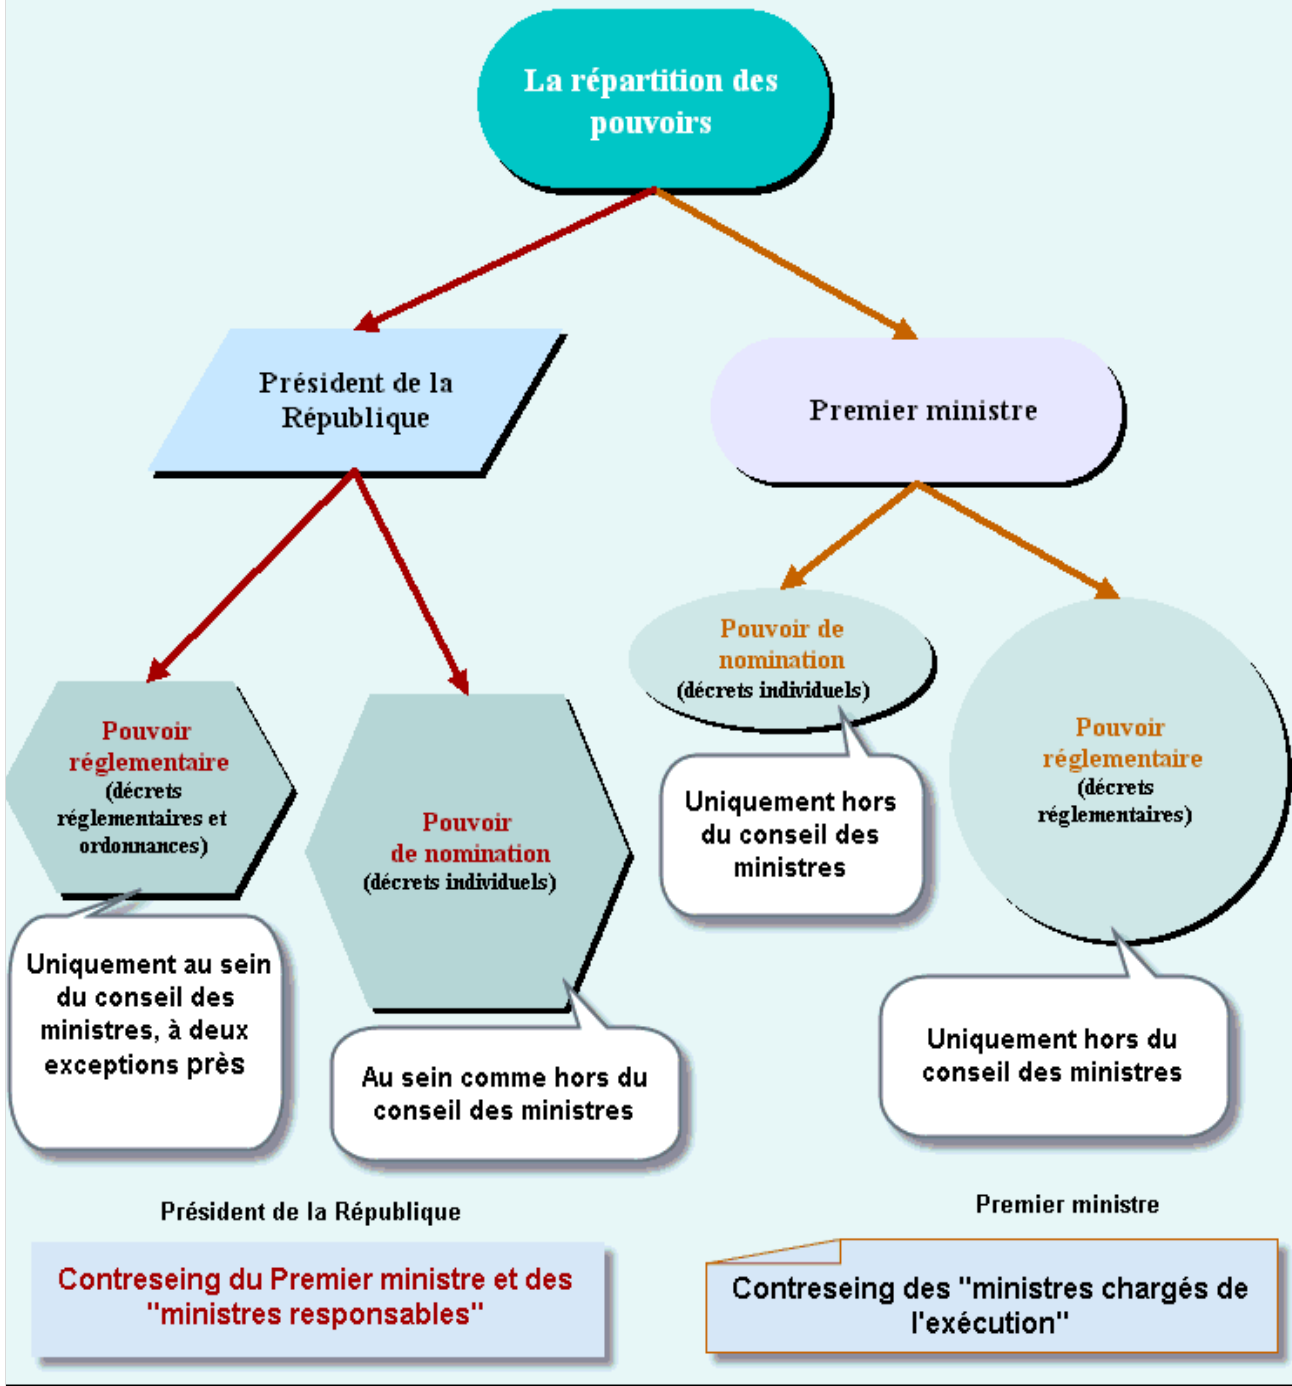 La répartition des
pouvoirs
Président de la
République
Premier ministre
Pouvoir
réglementaire
(décrets
réglementaires et
ordonnances)
Uniquement au sein
du conseil des
ministres, à deux
exceptions près
Pouvoir
de nomination
(décrets individuels)
Au sein comme hors du
conseil des ministres
Pouvoir de
nomination
(décrets individuels)
Uniquement hors
du conseil des
ministres
Pouvoir
réglementaire
(décrets
réglementaires)
Uniquement hors du
conseil des ministres
Président de la République
Contreseing du Premier ministre et des
"ministres responsables"
Premier ministre
Contreseing des "ministres chargés de
l'exécution"